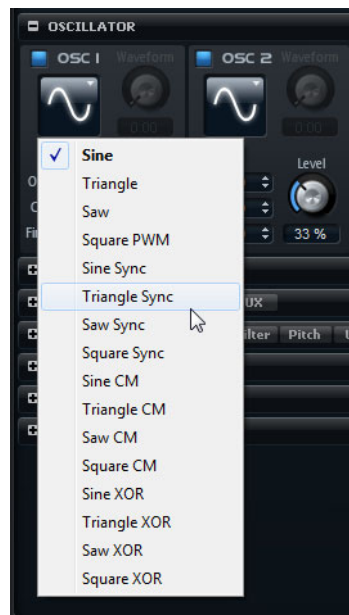 OSCILLATOR
OSC 1 Waveform OSC 2 Waveform
0.00 0.00
Sine
Triangle
Level
Saw
Square PWM
33 %
Sine Sync
Triangle Sync
Saw Sync
Pitch
Square Sync
Sine CM
Triangle CM
Saw CM
Square CM
Sine XOR
Triangle XOR
Saw XOR
Square XOR